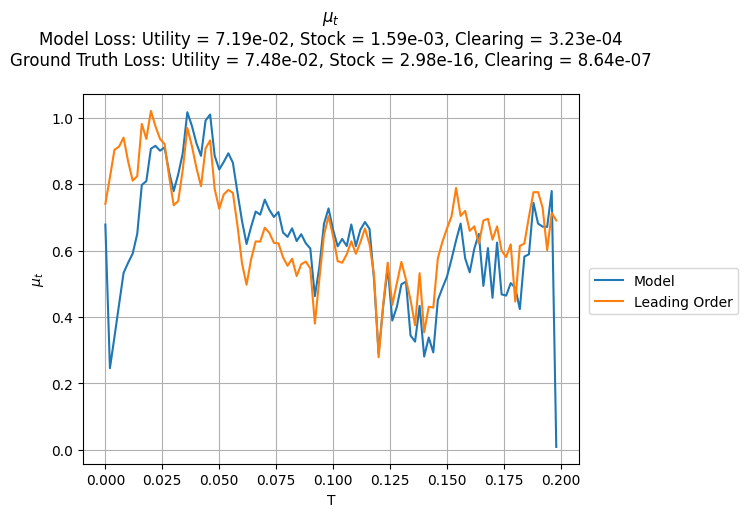 μt
Model Loss: Utility = 7.19e-02, Stock = 1.59e-03, Clearing = 3.23e-04
Ground Truth Loss: Utility = 7.48e-02, Stock = 2.98e-16, Clearing = 8.64e-07
1.0
0.8
0.6
0.4
0.2
0.0
μt
0.000 0.025 0.050 0.075 0.100 0.125 0.150 0.175 0.200
T
Model
Leading Order